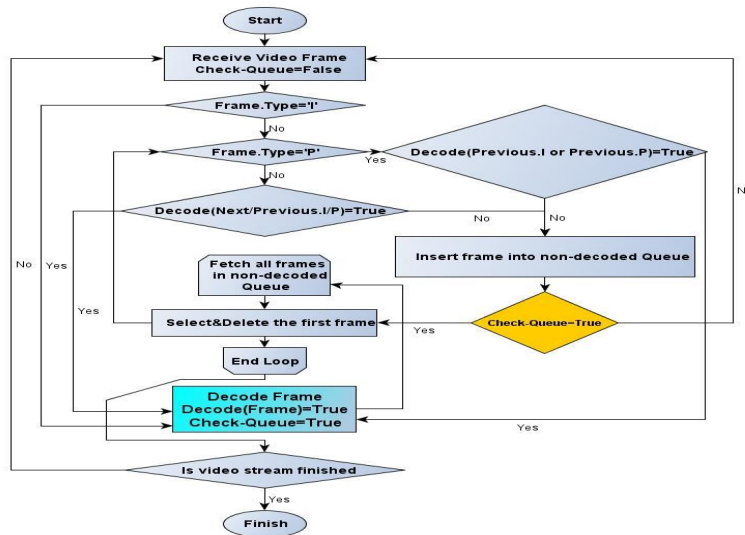 Start
Receive Video Frame
Check-Queue=False
Frame.Type='I'
No
Frame.Type='P'
Yes
Decode(Previous.I or Previous.P)=True
No
Decode(Next/Previous.I/P)=True
No
No
N
No
Yes
Yes
Insert frame into non-decoded Queue
Fetch all frames
in non-decoded
Queue
Select&Delete the first frame
Yes
Check-Queue=True
End Loop
Decode Frame
Decode(Frame)=True
Check-Queue=True
Yes
Is video stream finished
Yes
Finish